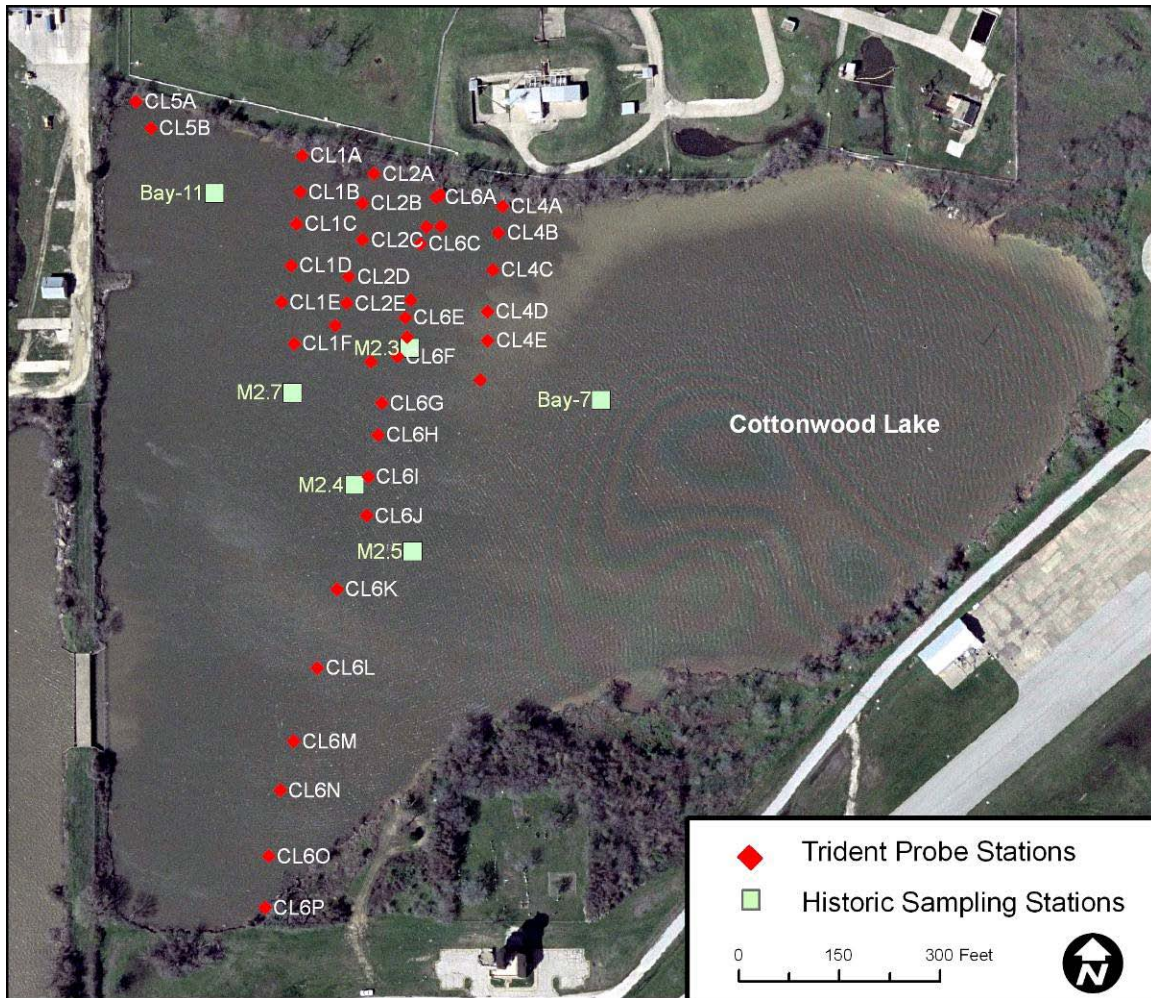 CL5A
CL5B
CL1A
CL2A
Bay-11
CL1B
CL6A
CL2B
CL4A
CL1C
CL4B
CL2C
CL6C
CL1D
CL4C
CL2D
CL1E
CL2E
CL4D
CL6E
CL1F
CL4E
M2.3
CL6F
M2.7
Bay-7
CL6G
Cottonwood Lake
CL6H
CL6I
M2.4
CL6J
M2.5
CL6K
CL6L
CL6M
CL6N
CL6O
CL6P
Trident Probe Stations
Historic Sampling Stations
0 150 300 Feet
N